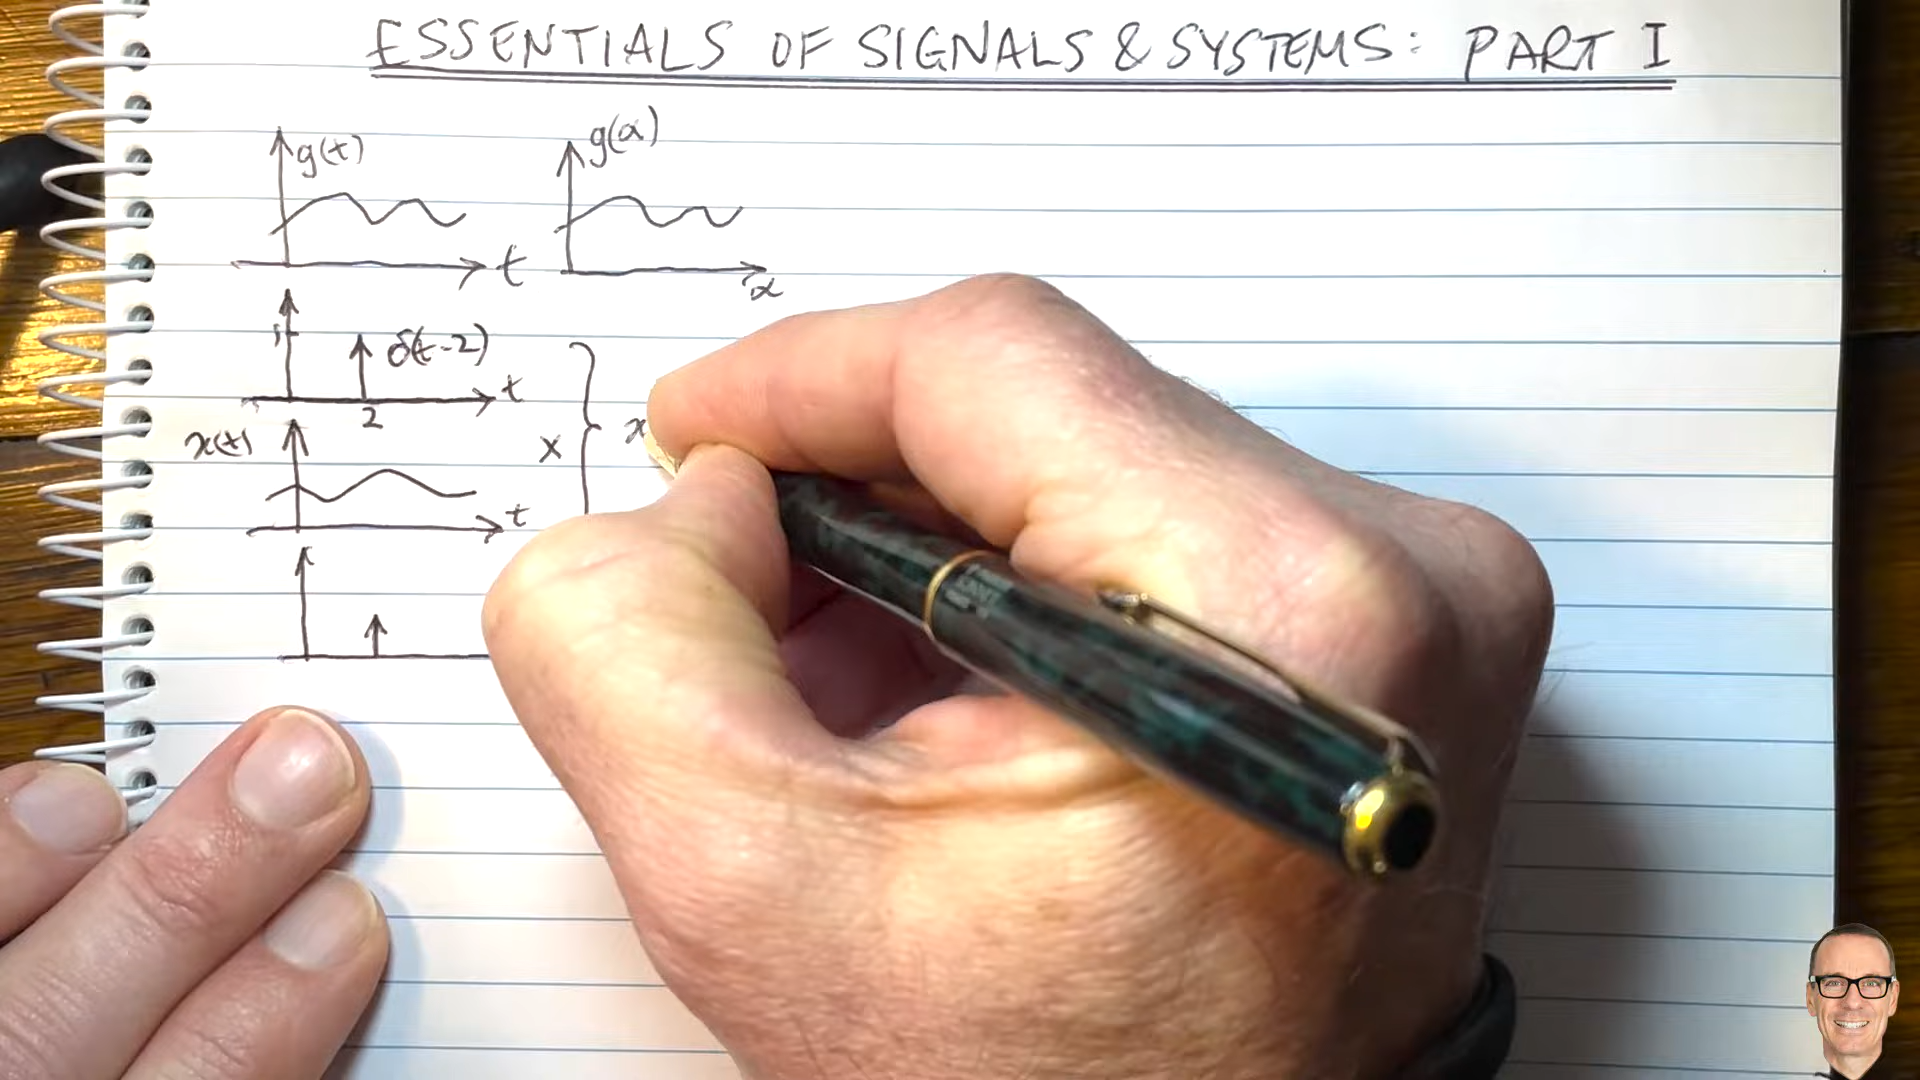 ESSENTIALS OF SIGNALS & SYSTEMS: PART I
g(t)
t
g(α)
α
1
δ(t-2)
t
2
x(t)
t
x
x